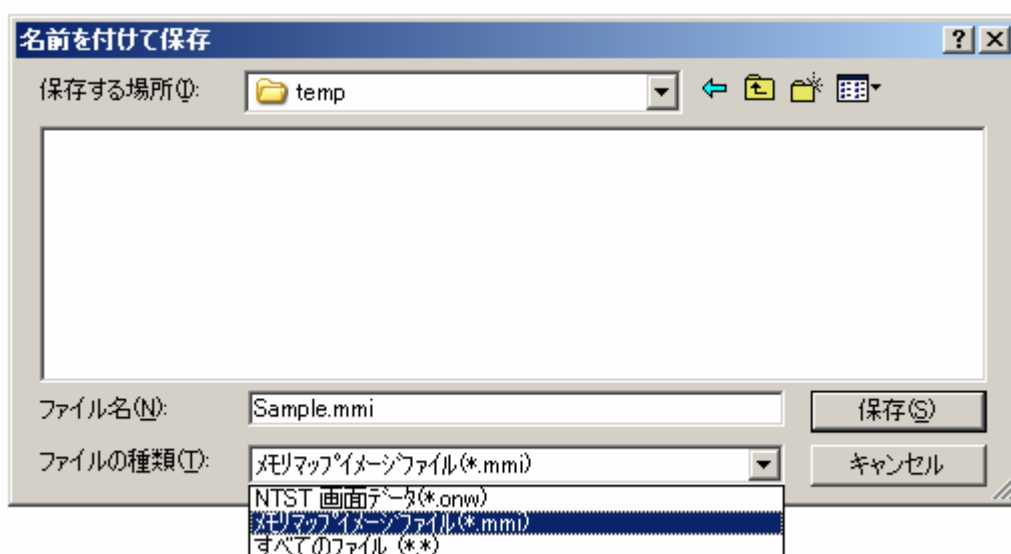 名前を付けて保存
保存する場所(I):
temp
ファイル名(N):
Sample.mmi
保存(S)
ファイルの種類(T):
メモリマップイメージファイル(*.mmi)
キャンセル
NTST 画面データ(*.onw)
メモリマップイメージファイル(*.mmi)
すべてのファイル (*.*)